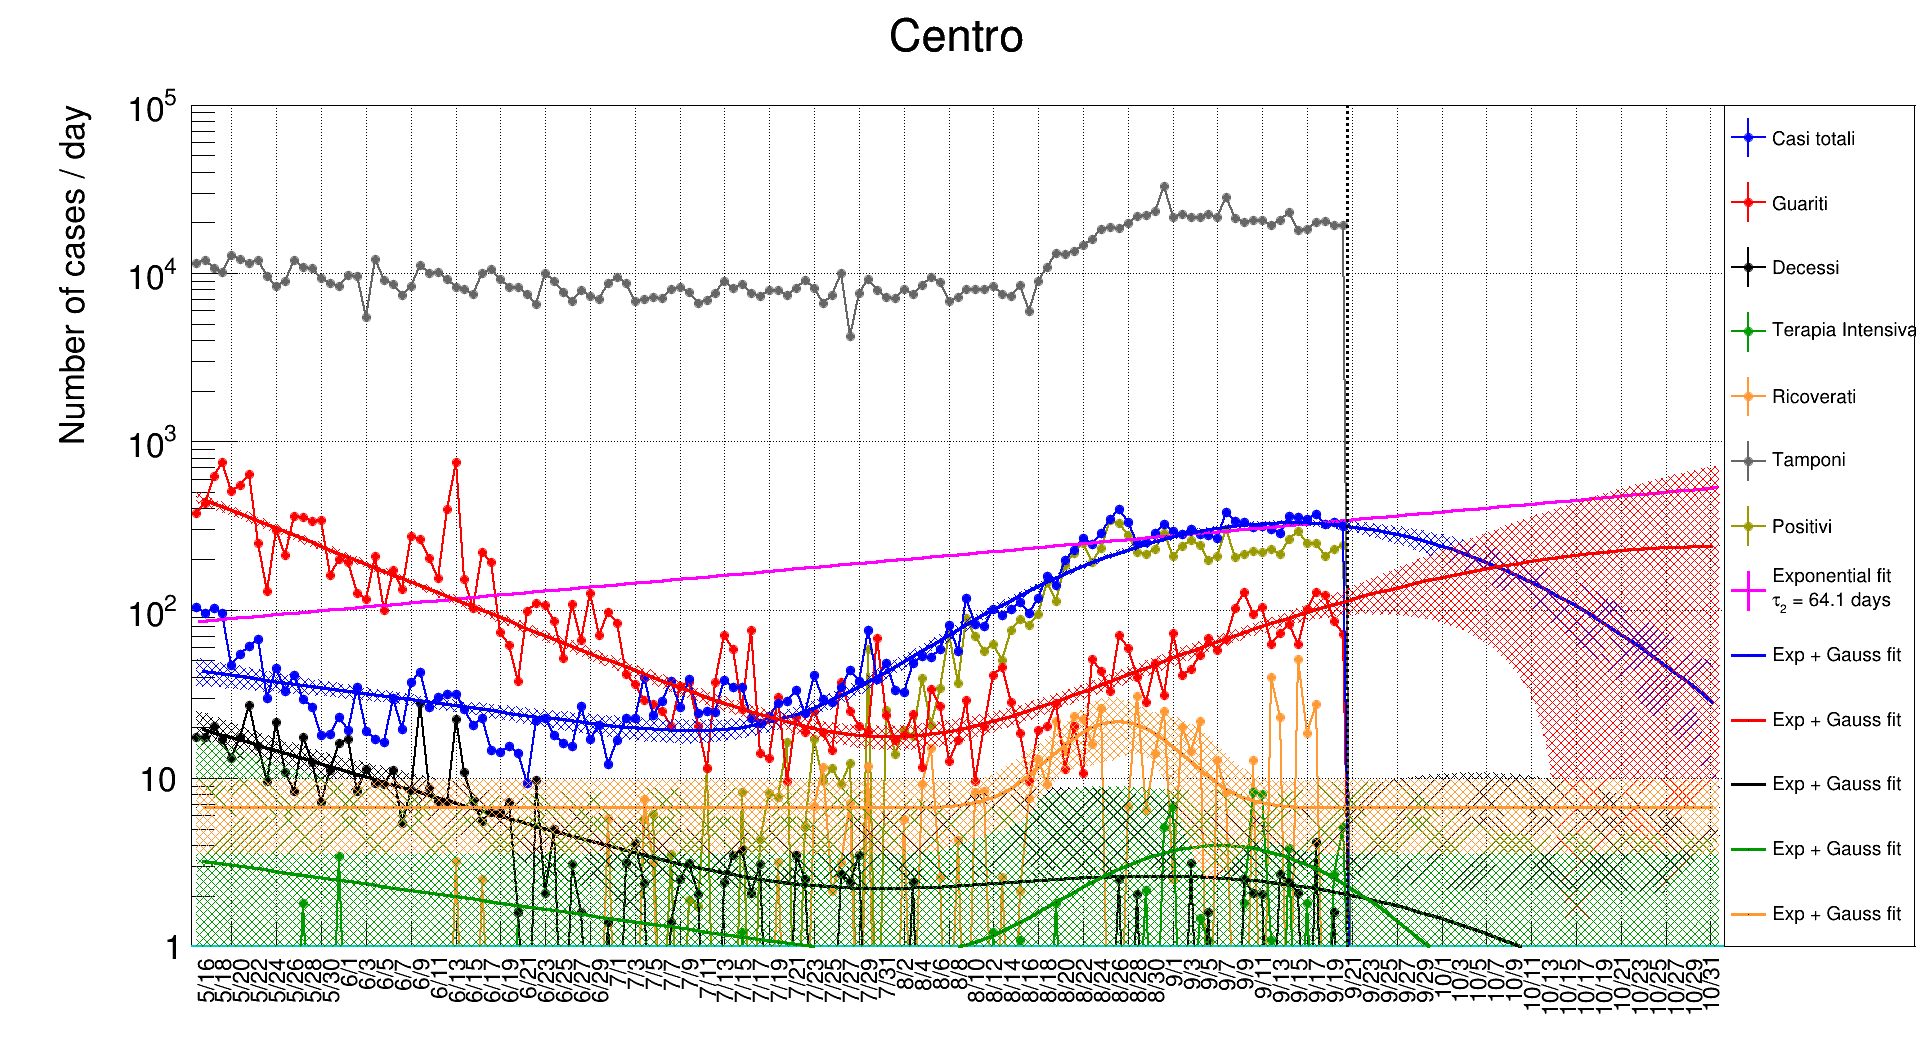 Centro
Number of cases / day
10^5
10^4
10^3
10^2
10
1
5/16 5/18 5/20 5/22 5/24 5/26 5/28 5/30 6/1 6/3 6/5 6/7 6/9 6/11 6/13 6/15 6/17 6/19 6/21 6/23 6/25 6/27 6/29 7/1 7/3 7/5 7/7 7/9 7/11 7/13 7/15 7/17 7/19 7/21 7/23 7/25 7/27 7/29 7/31 8/2 8/4 8/6 8/8 8/10 8/12 8/14 8/16 8/18 8/20 8/22 8/24 8/26 8/28 8/30 9/1 9/3 9/5 9/7 9/9 9/11 9/13 9/15 9/17 9/19 9/21 9/23 9/25 9/27 9/29 10/1 10/3 10/5 10/7 10/9 10/11 10/13 10/15 10/17 10/19 10/21 10/23 10/25 10/27 10/29 10/31
Casi totali
Guariti
Decessi
Terapia Intensiva
Ricoverati
Tamponi
Positivi
Exponential fit
τ2 = 64.1 days
Exp + Gauss fit
Exp + Gauss fit
Exp + Gauss fit
Exp + Gauss fit
Exp + Gauss fit